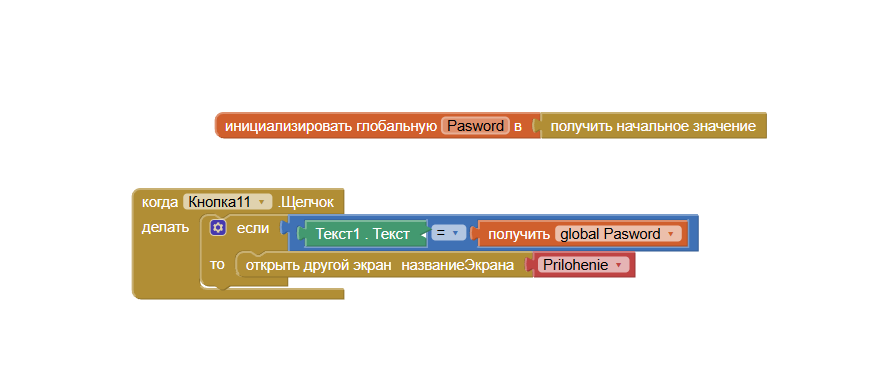 инициализировать глобальную Pasword в получить начальное значение
когда Кнопка11 .Щелчок
делать если Текст1 . Текст = получить global Pasword
то открыть другой экран названиеЭкрана Prilohenie